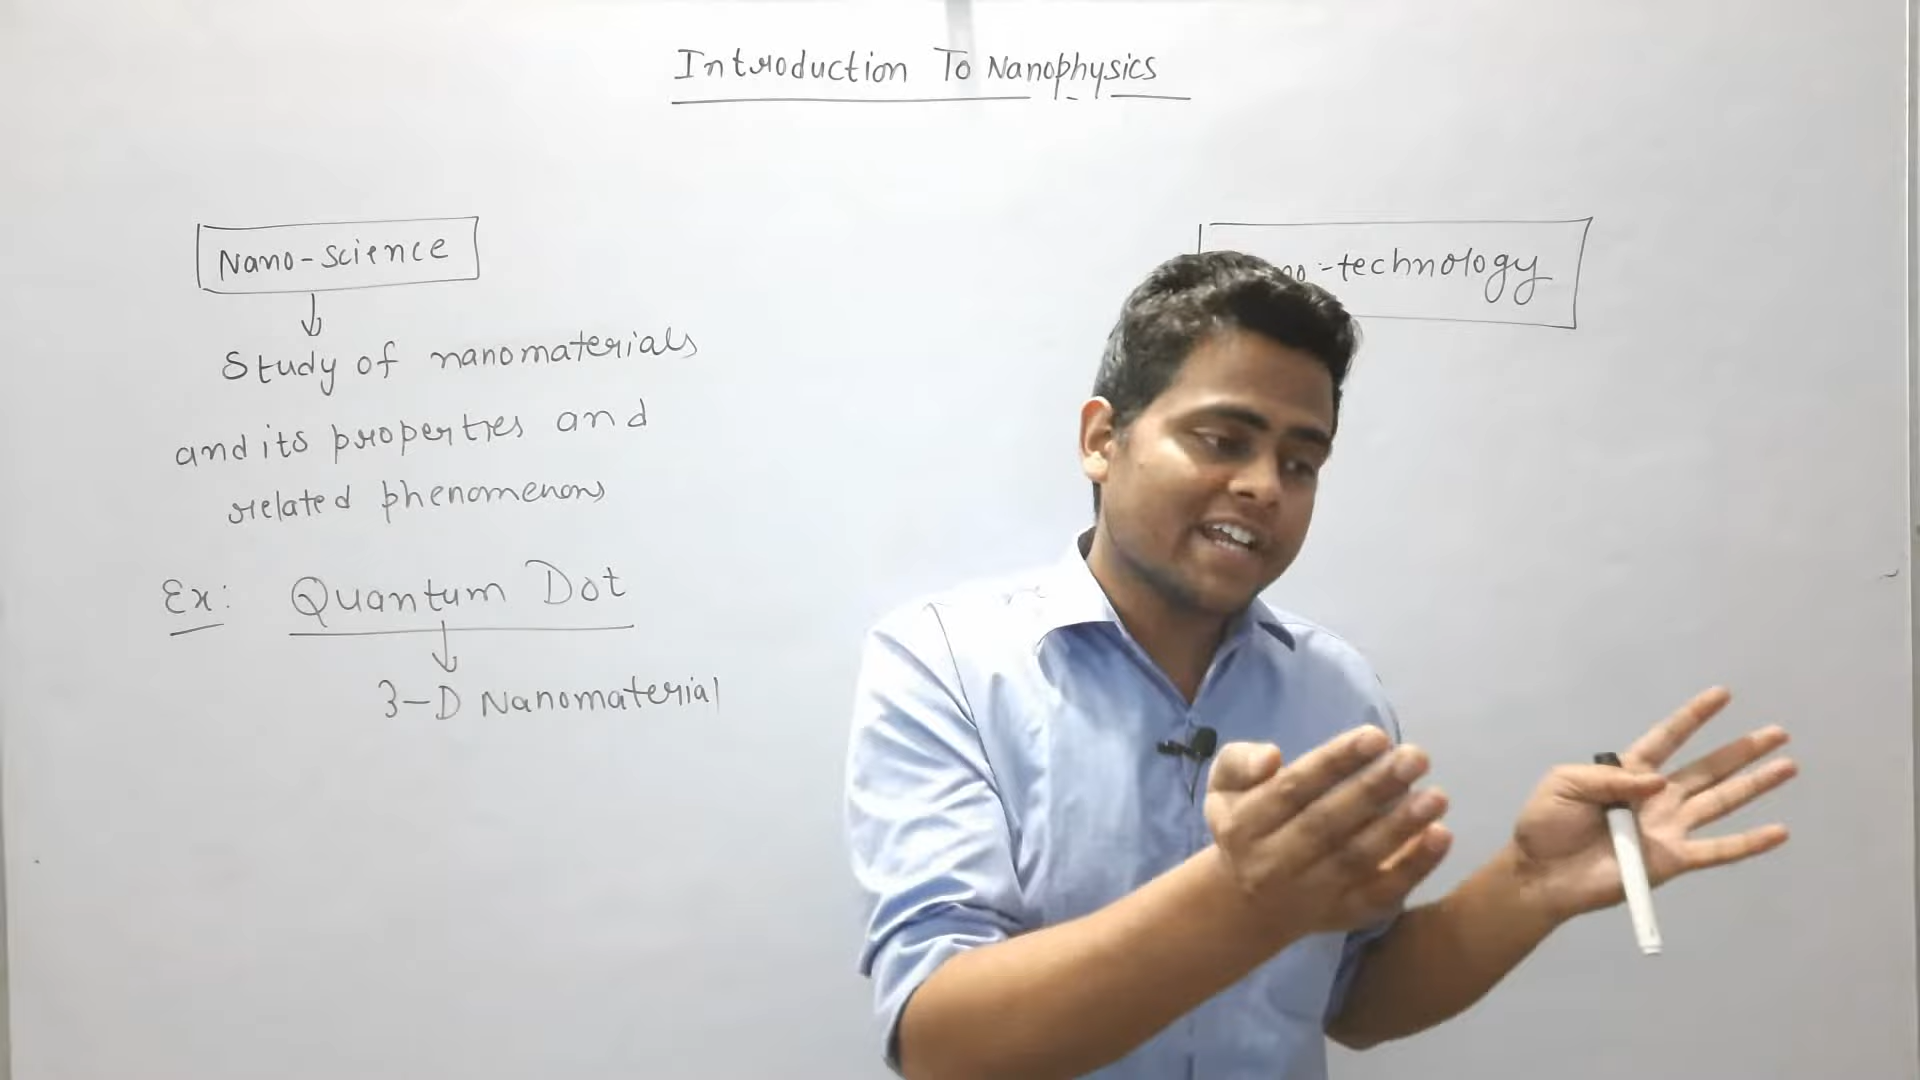 Introduction To Nanophysics
Nano-science
Study of nanomaterials
and its properties and
related phenomenons
Ex: Quantum Dot
3-D Nanomaterial
-technology